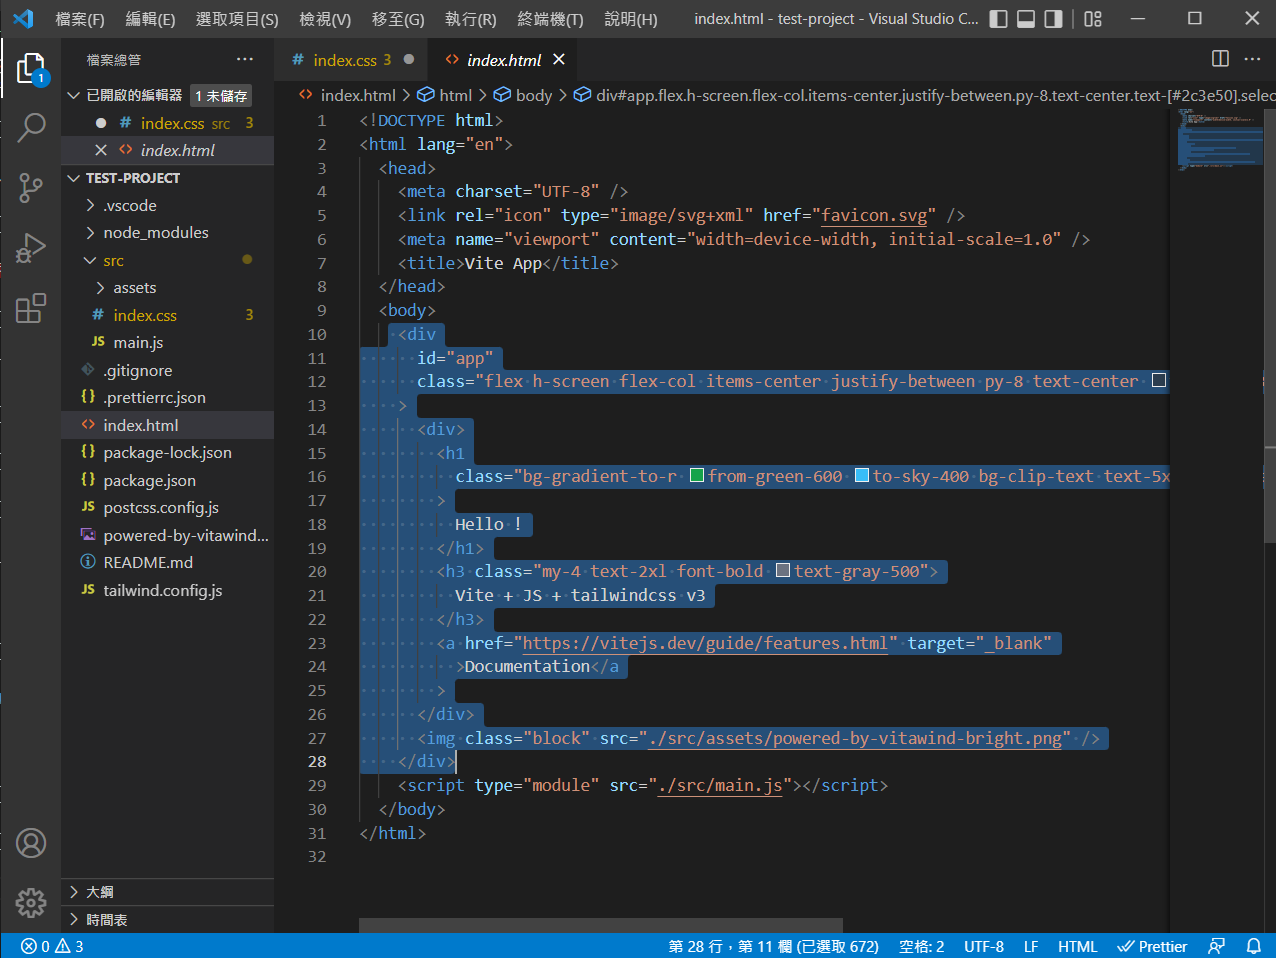 檔案(F) 編輯(E) 選取項目(S) 檢視(V) 移至(G) 執行(R) 終端機(T) 說明(H) index.html - test-project - Visual Studio C...
檔案總管 ...
index.css 3
index.html
已開啟的編輯器 1 未儲存
index.css src 3
index.html
TEST-PROJECT
.vscode
node_modules
src
assets
index.css 3
JS main.js
.gitignore
{} .prettierrc.json
index.html
{} package-lock.json
{} package.json
JS postcss.config.js
powered-by-vitawind...
README.md
JS tailwind.config.js
大綱
時間表
1
index.html > html > body > div#app.flex.h-screen.flex-col.items-center.justify-between.py-8.text-center.text-[#2c3e50].selec
1 <!DOCTYPE html>
2 <html lang="en">
3 <head>
4 <meta charset="UTF-8" />
5 <link rel="icon" type="image/svg+xml" href="favicon.svg" />
6 <meta name="viewport" content="width=device-width, initial-scale=1.0" />
7 <title>Vite App</title>
8 </head>
9 <body>
10 <div
11 id="app"
12 class="flex h-screen flex-col items-center justify-between py-8 text-center
13 >
14 <div>
15 <h1
16 class="bg-gradient-to-r from-green-600 to-sky-400 bg-clip-text text-5x
17 >
18 Hello !
19 </h1>
20 <h3 class="my-4 text-2xl font-bold text-gray-500">
21 Vite + JS + tailwindcss v3
22 </h3>
23 <a href="https://vitejs.dev/guide/features.html" target="_blank"
24 >Documentation</a
25 >
26 </div>
27 <img class="block" src="./src/assets/powered-by-vitawind-bright.png" />
28 </div>
29 <script type="module" src="./src/main.js"></script>
30 </body>
31 </html>
32
0 3 第 28 行，第 11 欄 (已選取 672) 空格: 2 UTF-8 LF HTML Prettier